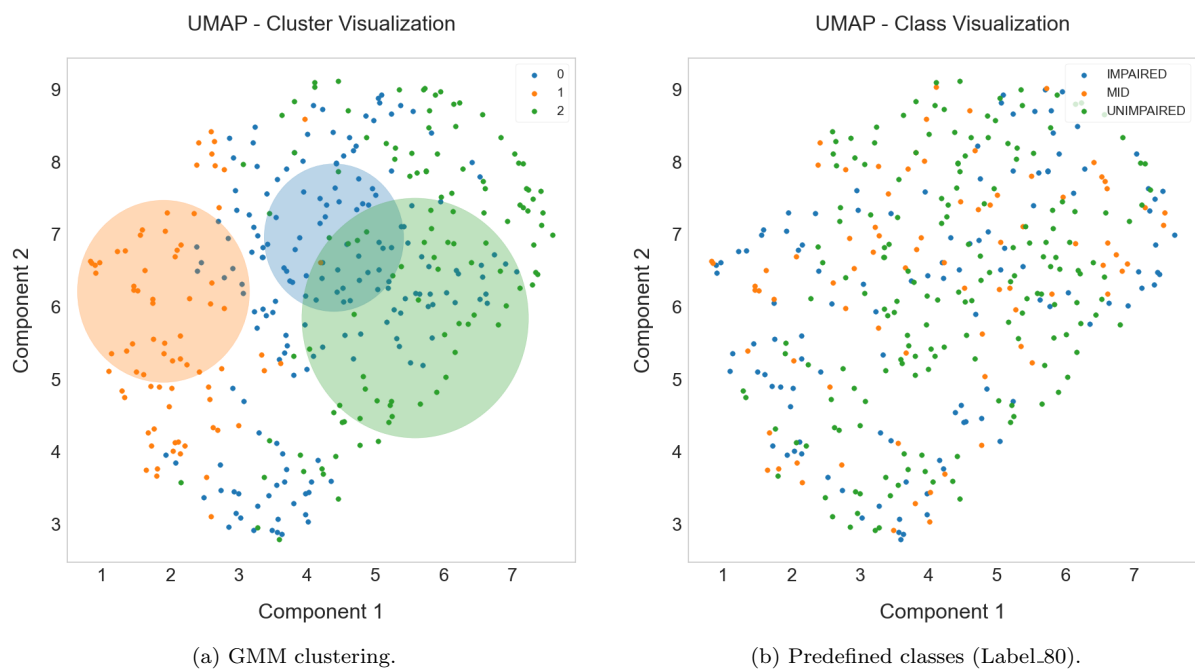 UMAP - Cluster Visualization
Component 2
9
8
7
6
5
4
3
0
1
2
1 2 3 4 5 6 7
Component 1
(a) GMM clustering.
UMAP - Class Visualization
Component 2
9
8
7
6
5
4
3
IMPAIRED
MID
UNIMPAIRED
1 2 3 4 5 6 7
Component 1
(b) Predefined classes (Label_80).